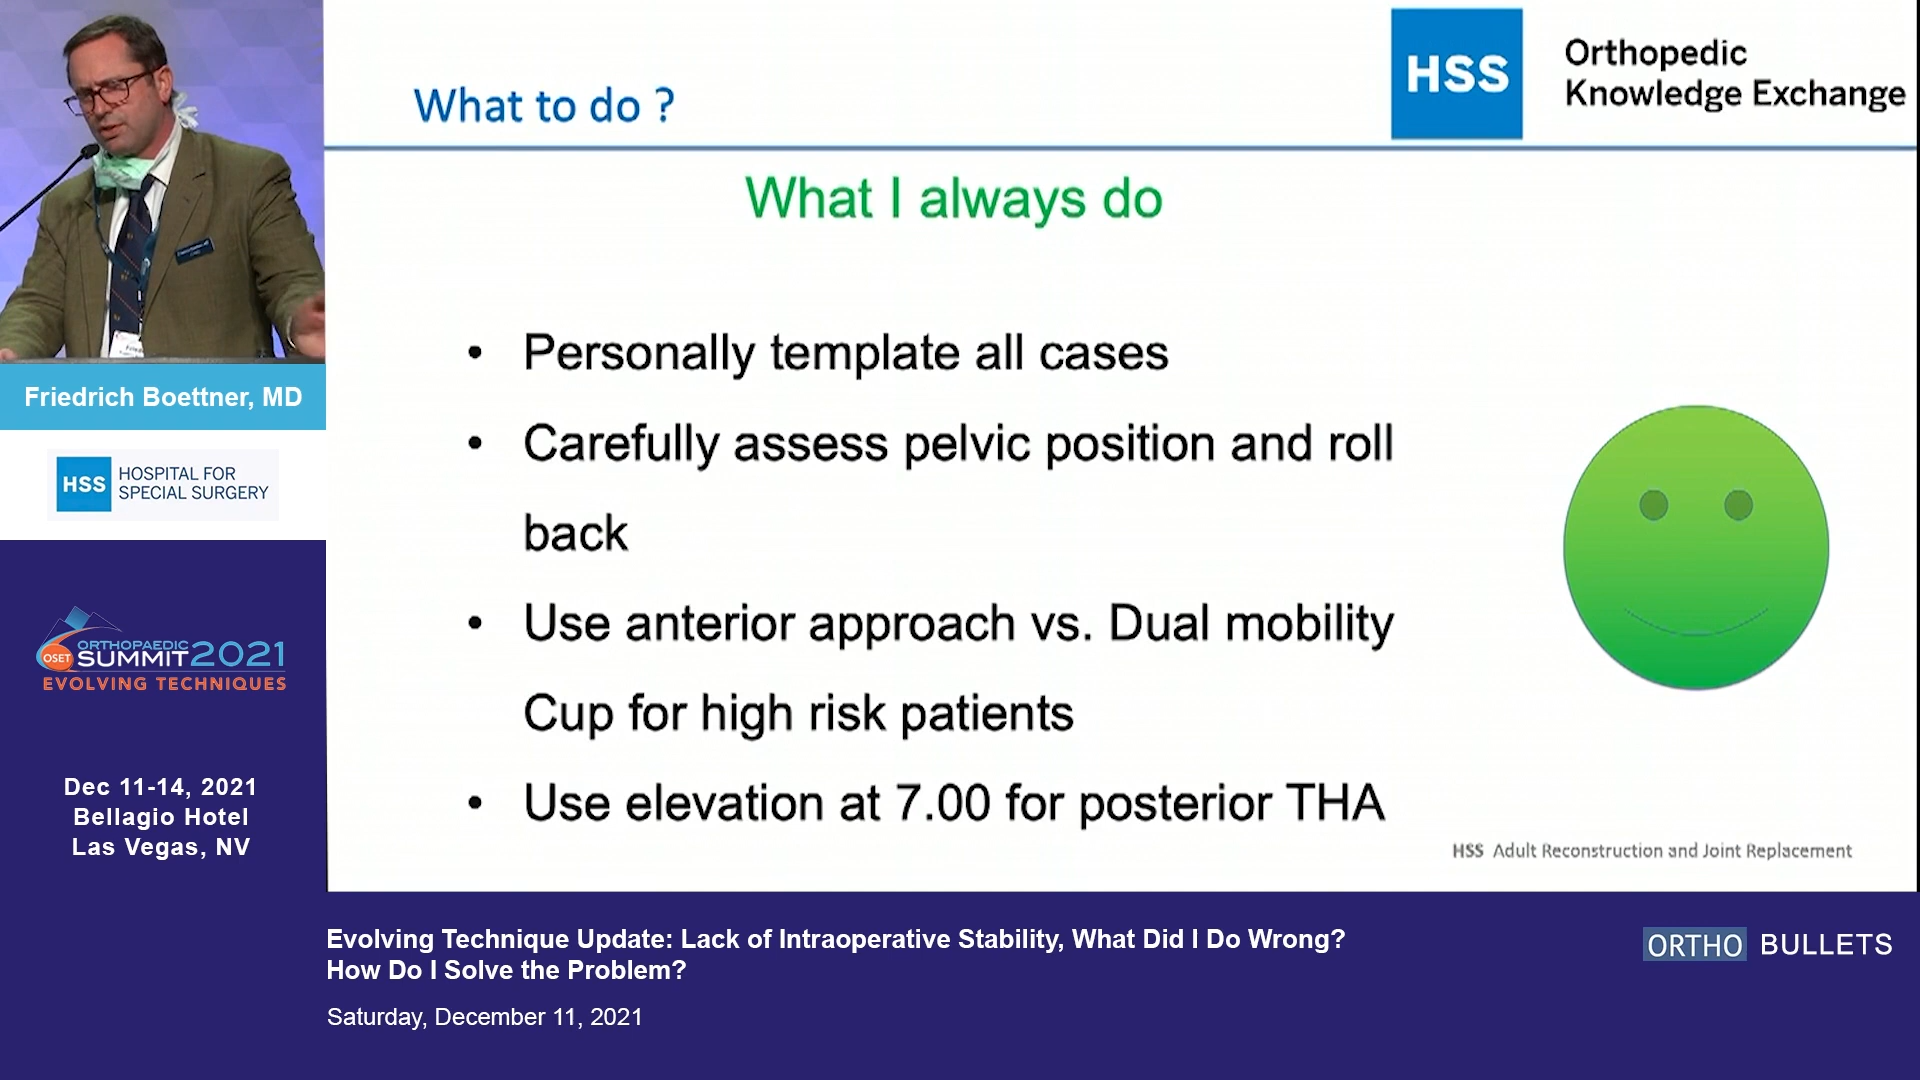 What to do ?
HSS
Orthopedic
Knowledge Exchange
What I always do
• Personally template all cases
• Carefully assess pelvic position and roll
back
• Use anterior approach vs. Dual mobility
Cup for high risk patients
• Use elevation at 7.00 for posterior THA
HSS Adult Reconstruction and Joint Replacement
Friedrich Boettner, MD
HSS
HOSPITAL FOR
SPECIAL SURGERY
OSET
ORTHOPAEDIC
SUMMIT 2021
EVOLVING TECHNIQUES
Dec 11-14, 2021
Bellagio Hotel
Las Vegas, NV
Evolving Technique Update: Lack of Intraoperative Stability, What Did I Do Wrong?
How Do I Solve the Problem?
Saturday, December 11, 2021
ORTHO BULLETS